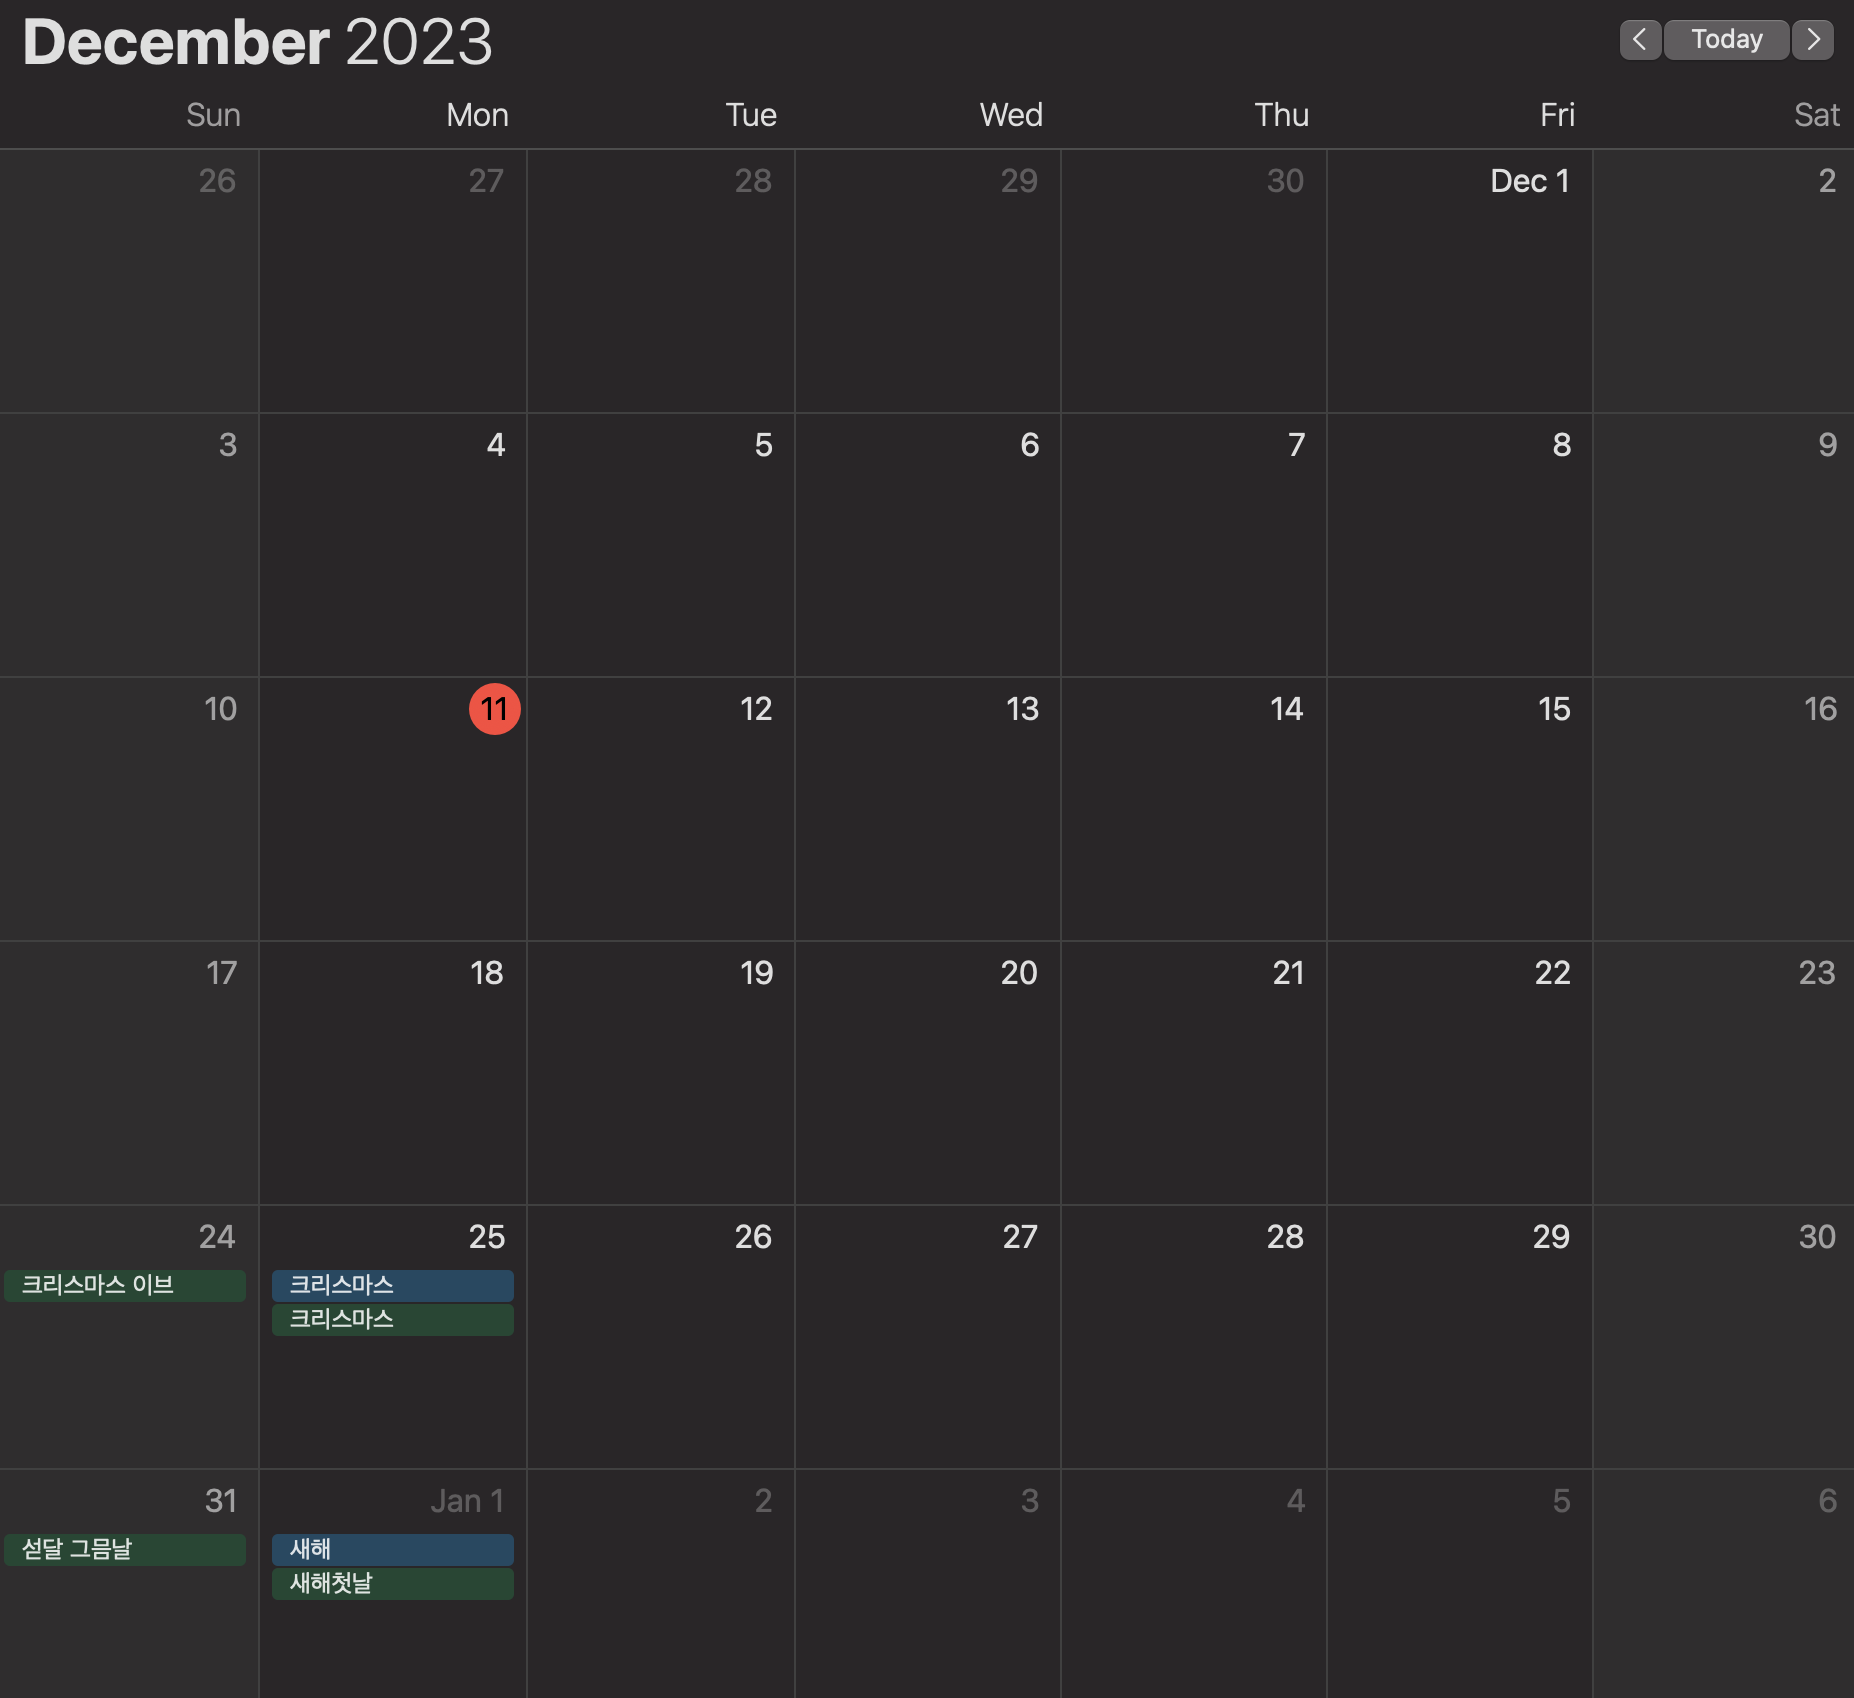 December 2023
Today
Sun Mon Tue Wed Thu Fri Sat
26 27 28 29 30 Dec 1 2
3 4 5 6 7 8 9
10 11 12 13 14 15 16
17 18 19 20 21 22 23
24 25 26 27 28 29 30
크리스마스 이브 크리스마스
크리스마스
31 Jan 1 2 3 4 5 6
섣달 그믐날 새해
새해첫날